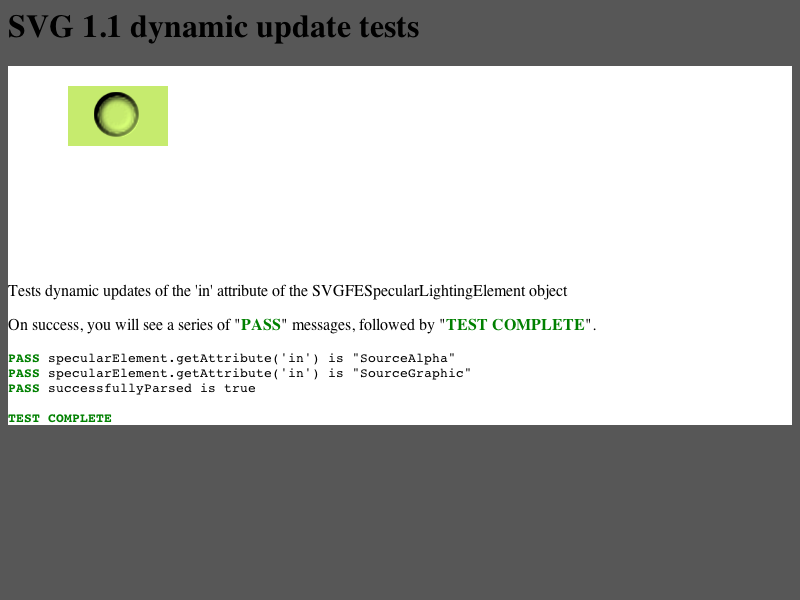 SVG 1.1 dynamic update tests
Tests dynamic updates of the 'in' attribute of the SVGFESpecularLightingElement object
On success, you will see a series of "PASS" messages, followed by "TEST COMPLETE".
PASS specularElement.getAttribute('in') is "SourceAlpha"
PASS specularElement.getAttribute('in') is "SourceGraphic"
PASS successfullyParsed is true
TEST COMPLETE